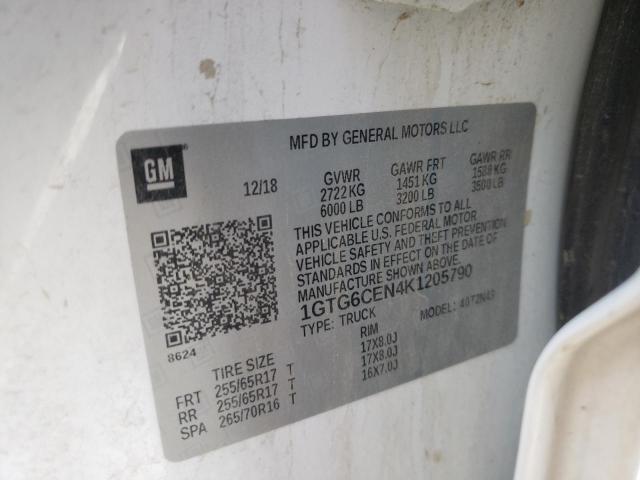 MFD BY GENERAL MOTORS LLC
GM
12/18
GVWR GAWR FRT GAWR RR
2722 KG 1451 KG 1588 KG
6000 LB 3200 LB 3500 LB
THIS VEHICLE CONFORMS TO ALL
APPLICABLE U.S. FEDERAL MOTOR
VEHICLE SAFETY AND THEFT PREVENTION
STANDARDS IN EFFECT ON THE DATE OF
MANUFACTURE SHOWN ABOVE.
1GTG6CEN4K1205790
TYPE: TRUCK MODEL:
8624
TIRE SIZE RIM
FRT 255/65R17 T 17X8.0J
RR 255/65R17 T 17X8.0J
SPA 265/70R16 T 16X7.0J